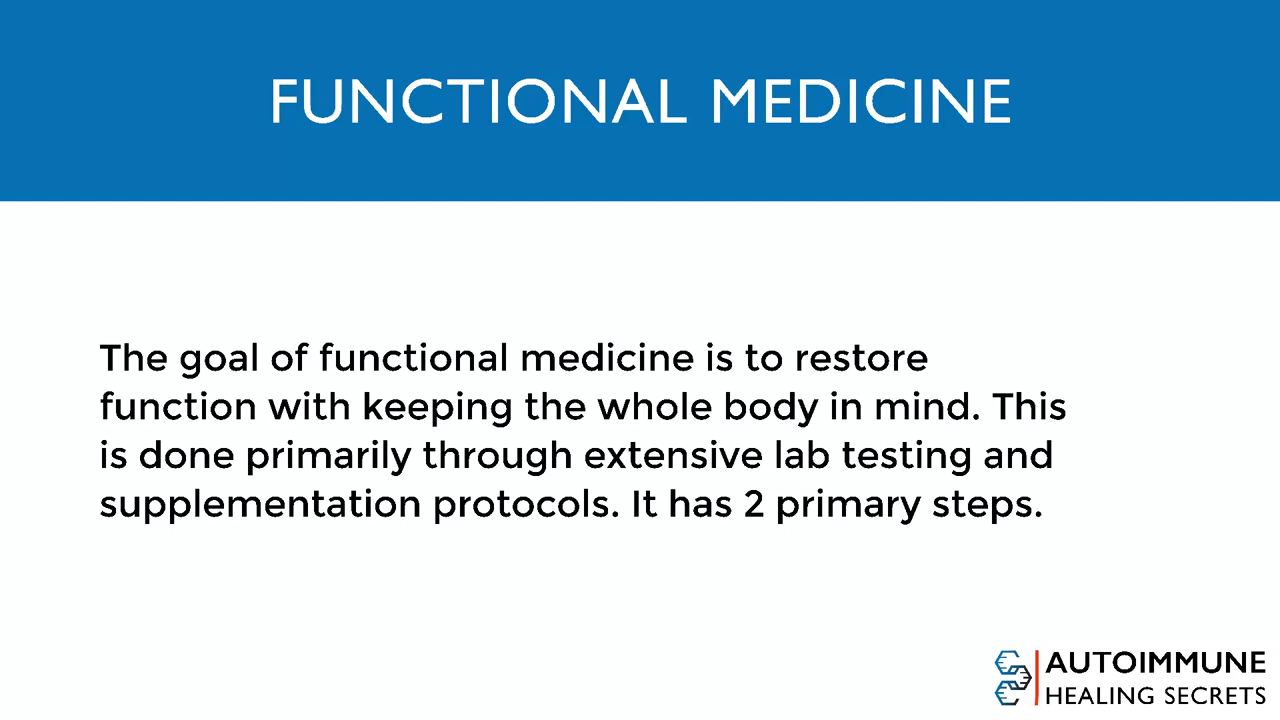 FUNCTIONAL MEDICINE
The goal of functional medicine is to restore
function with keeping the whole body in mind. This
is done primarily through extensive lab testing and
supplementation protocols. It has 2 primary steps.
AUTOIMMUNE
HEALING SECRETS